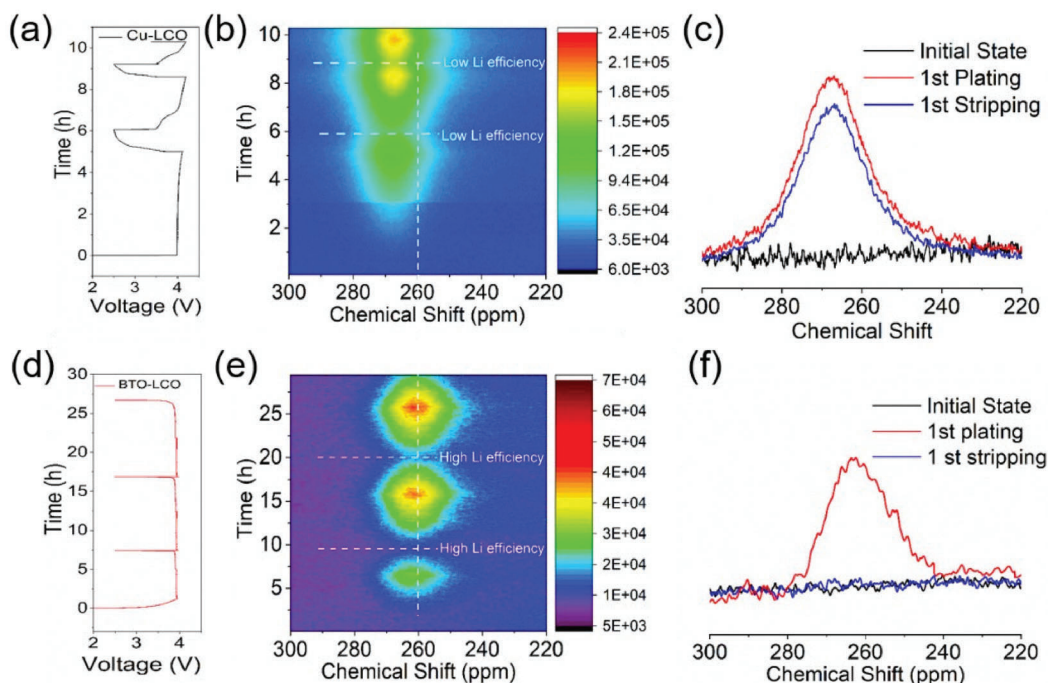 (a)
Cu-LCO
10
8
6
4
2
0
Time (h)
2 4
Voltage (V)
(b)
10
8
6
4
2
Time (h)
Low Li efficiency
Low Li efficiency
300 280 260 240 220
Chemical Shift (ppm)
2.4E+05
2.1E+05
1.8E+05
1.5E+05
1.2E+05
9.4E+04
6.5E+04
3.5E+04
6.0E+03
(c)
Initial State
1st Plating
1st Stripping
300 280 260 240 220
Chemical Shift
(d)
BTO-LCO
30
25
20
15
10
5
0
Time (h)
2 3 4
Voltage (V)
(e)
25
20
15
10
5
Time (h)
High Li efficiency
High Li efficiency
300 280 260 240 220
Chemical Shift (ppm)
7E+04
6E+04
5E+04
4E+04
3E+04
2E+04
1E+04
5E+03
(f)
Initial State
1st plating
1 st stripping
300 280 260 240 220
Chemical Shift (ppm)